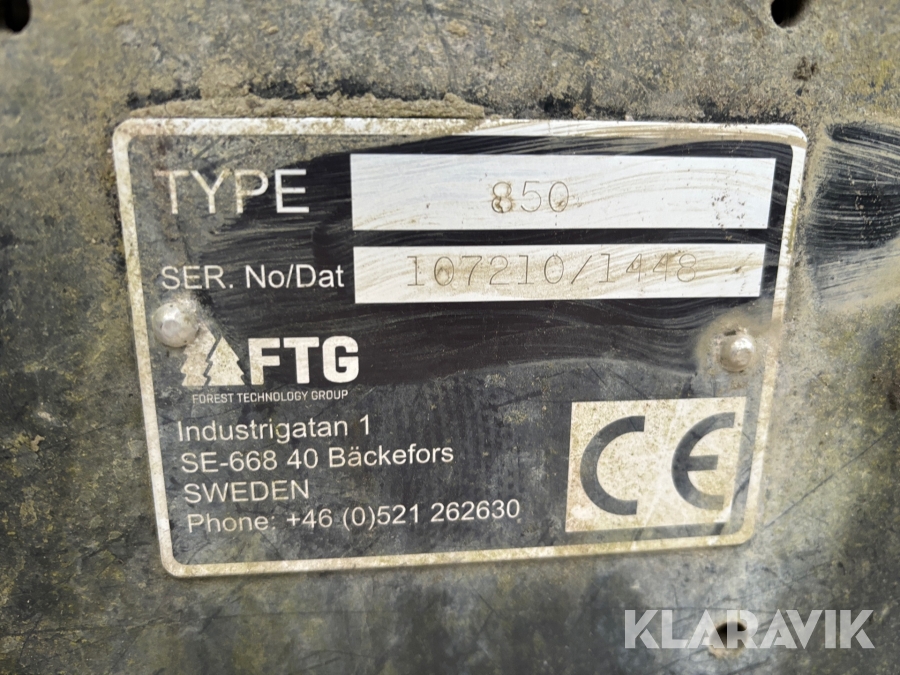 TYPE 850
SER. No/Dat 107210/1448
FTG
FOREST TECHNOLOGY GROUP
Industrigatan 1
SE-668 40 Bäckefors
SWEDEN
Phone: +46 (0)521 262630
CE
KLARAVIK